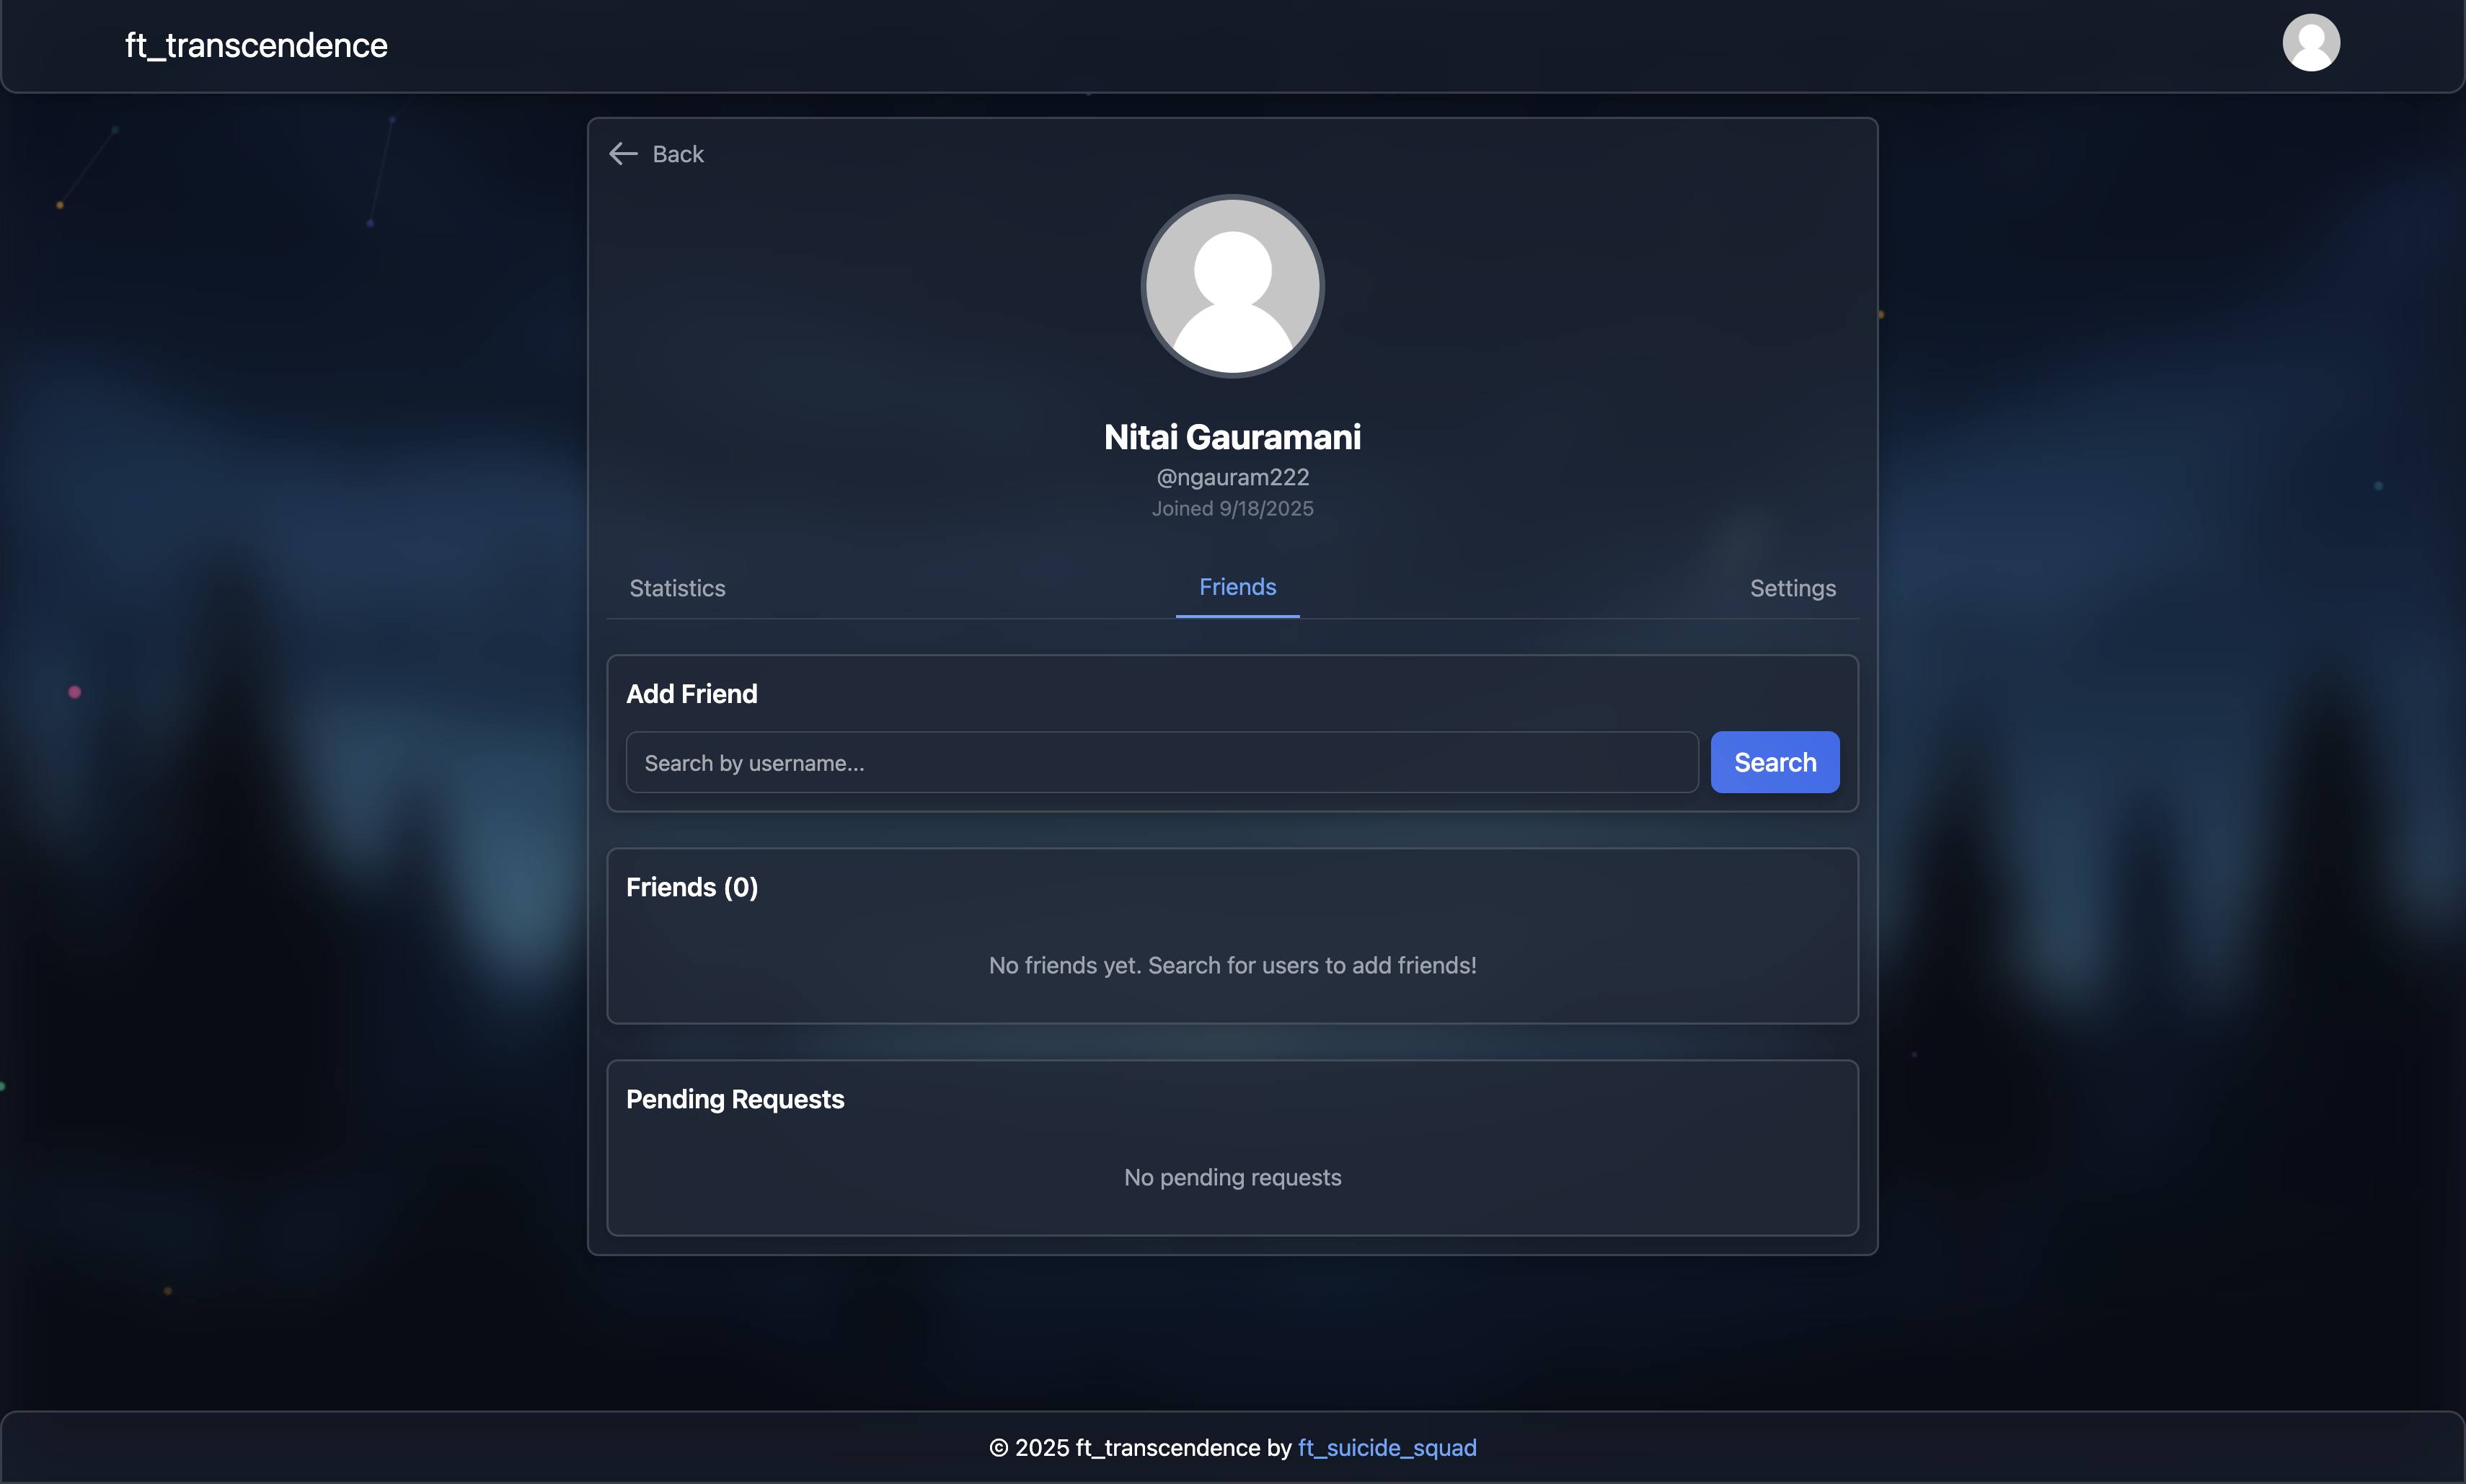 ft_transcendence
Back
Nitai Gauramani
@ngauram222
Joined 9/18/2025
Statistics
Friends
Settings
Add Friend
Search by username...
Search
Friends (0)
No friends yet. Search for users to add friends!
Pending Requests
No pending requests
© 2025 ft_transcendence by ft_suicide_squad